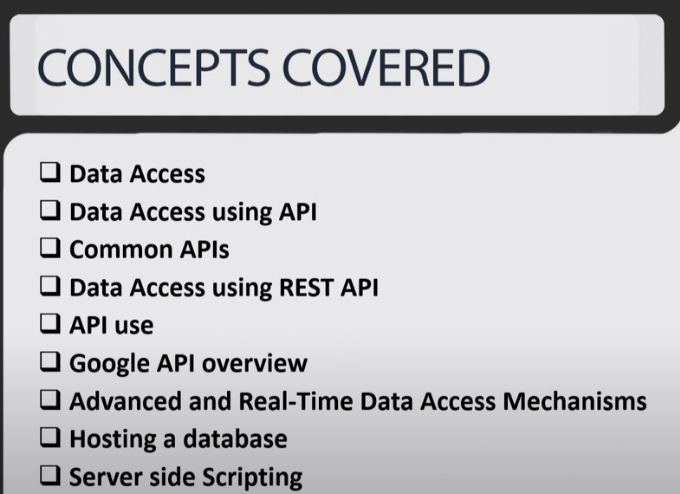 CONCEPTS COVERED
Data Access
Data Access using API
Common APIs
Data Access using REST API
API use
Google API overview
Advanced and Real-Time Data Access Mechanisms
Hosting a database
Server side Scripting